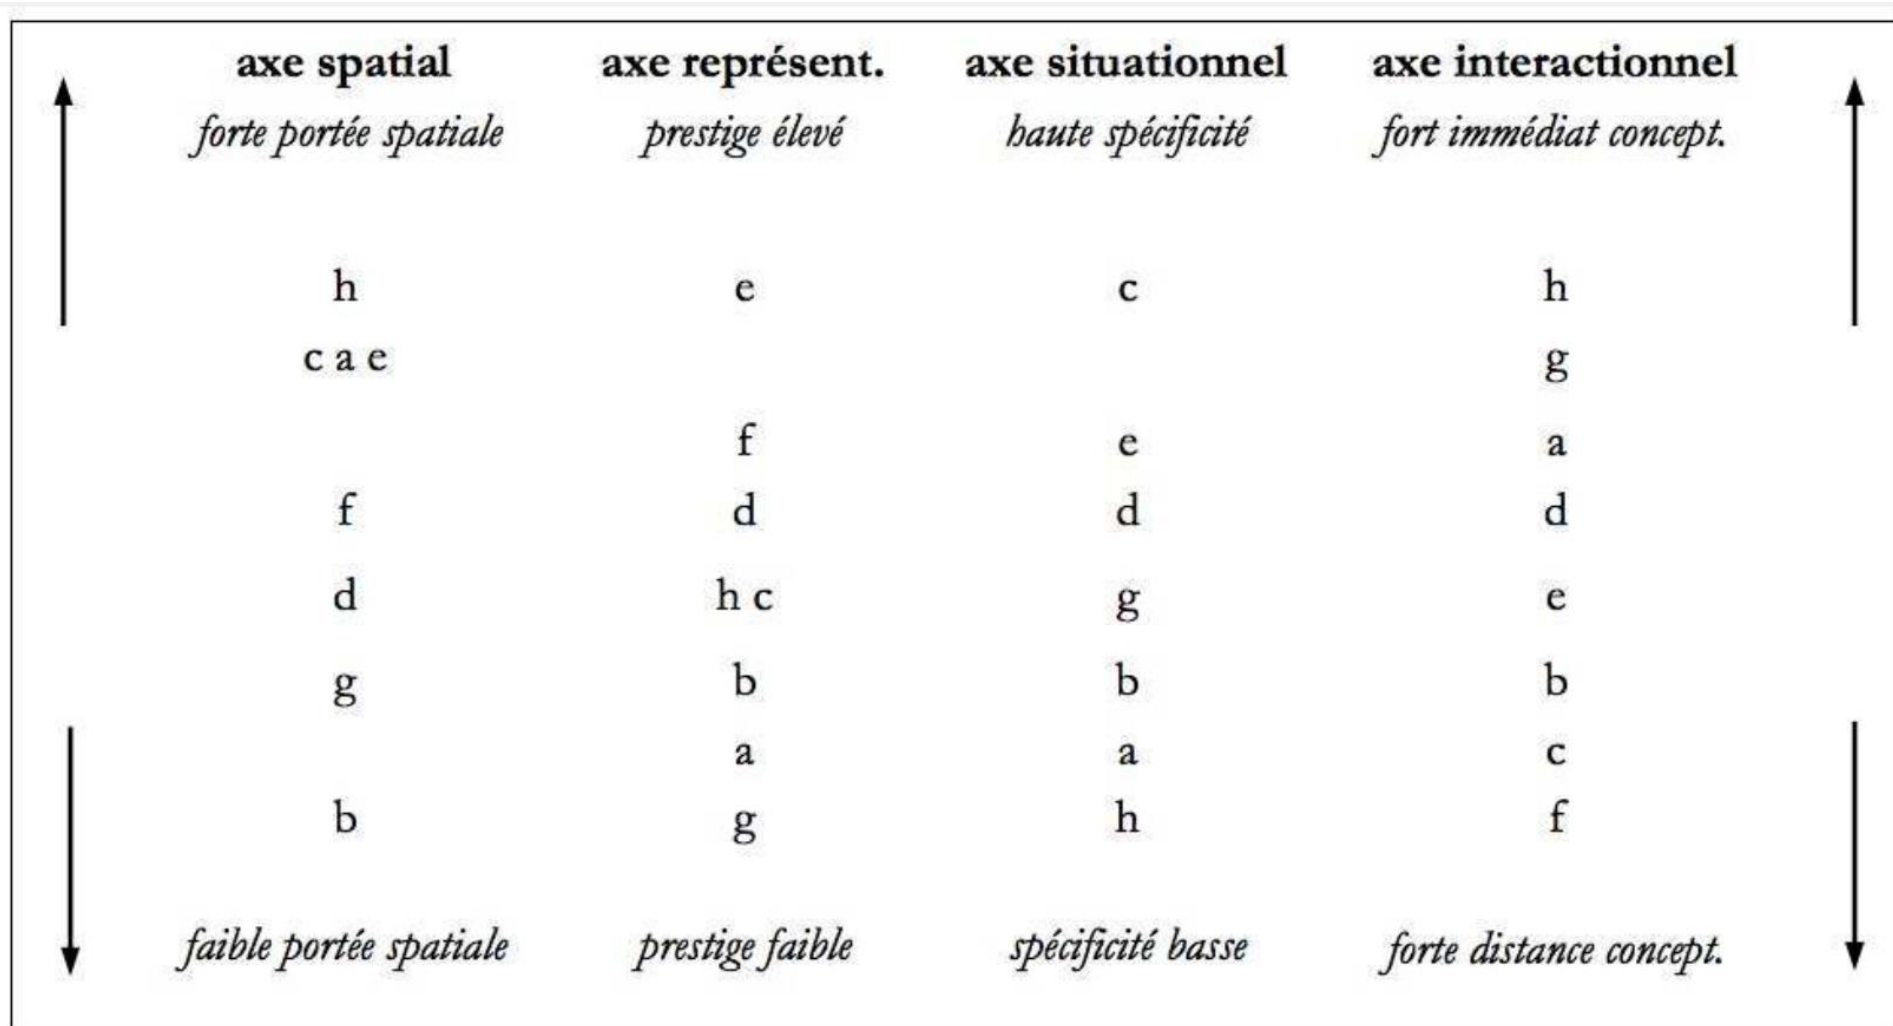 axe spatial axe représent. axe situationnel axe interactionnel
forte portée spatiale prestige élevé haute spécificité fort immédiat concept.
h e c h
c a e g
f e a
f d d d
d h c g e
g b b b
a a c
b g h f
faible portée spatiale prestige faible spécificité basse forte distance concept.